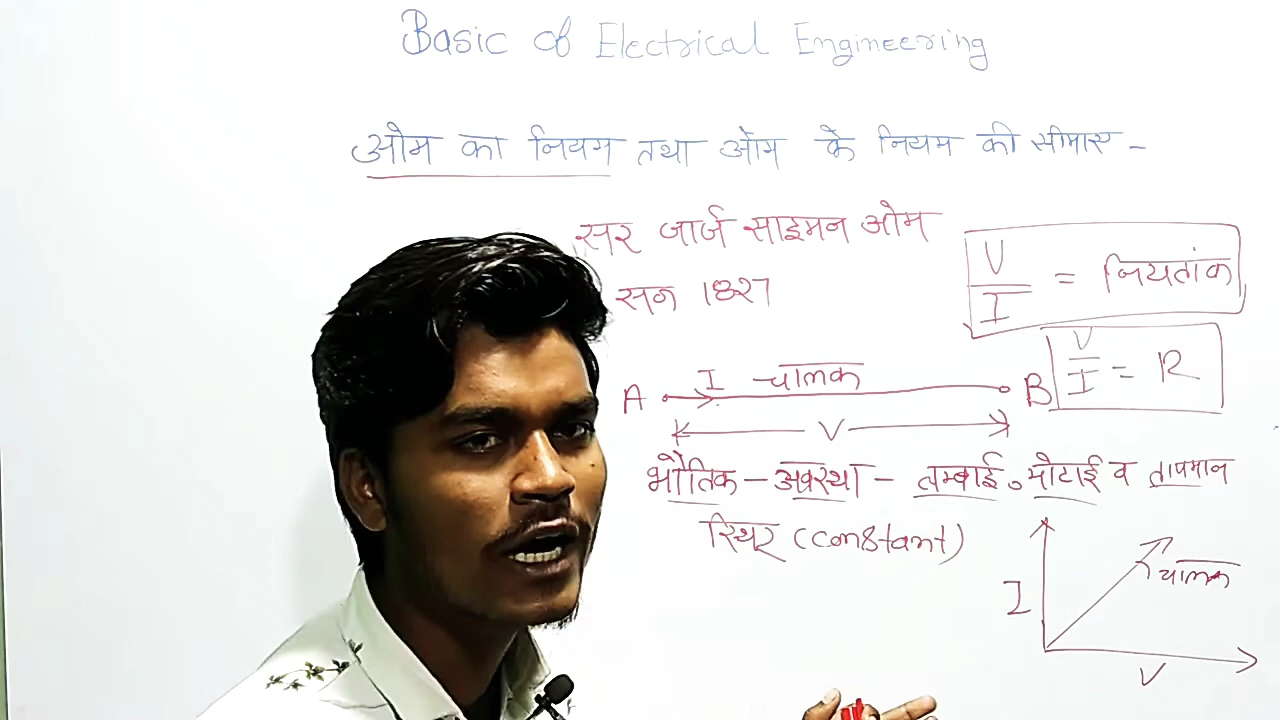 Basic of Electrical Engineering
ओम का नियम तथा ओम के नियम की सीमाए -
सर जार्ज साइमन ओम
सन 1827
V/I = नियतांक
V/I = R
A I चालक B
V
भौतिक - अवस्था - लम्बाई, मोटाई व तापमान
स्थिर (constant)
चालक
I
V